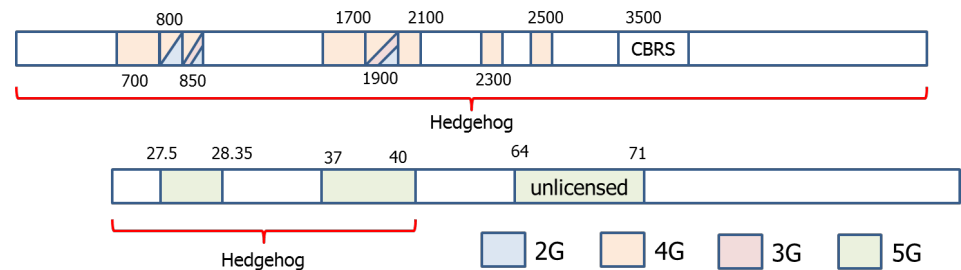 800 1700 2100 2500 3500
CBRS
700 850 1900 2300
Hedgehog
27.5 28.35 37 40 64 71
unlicensed
Hedgehog
2G 4G 3G 5G